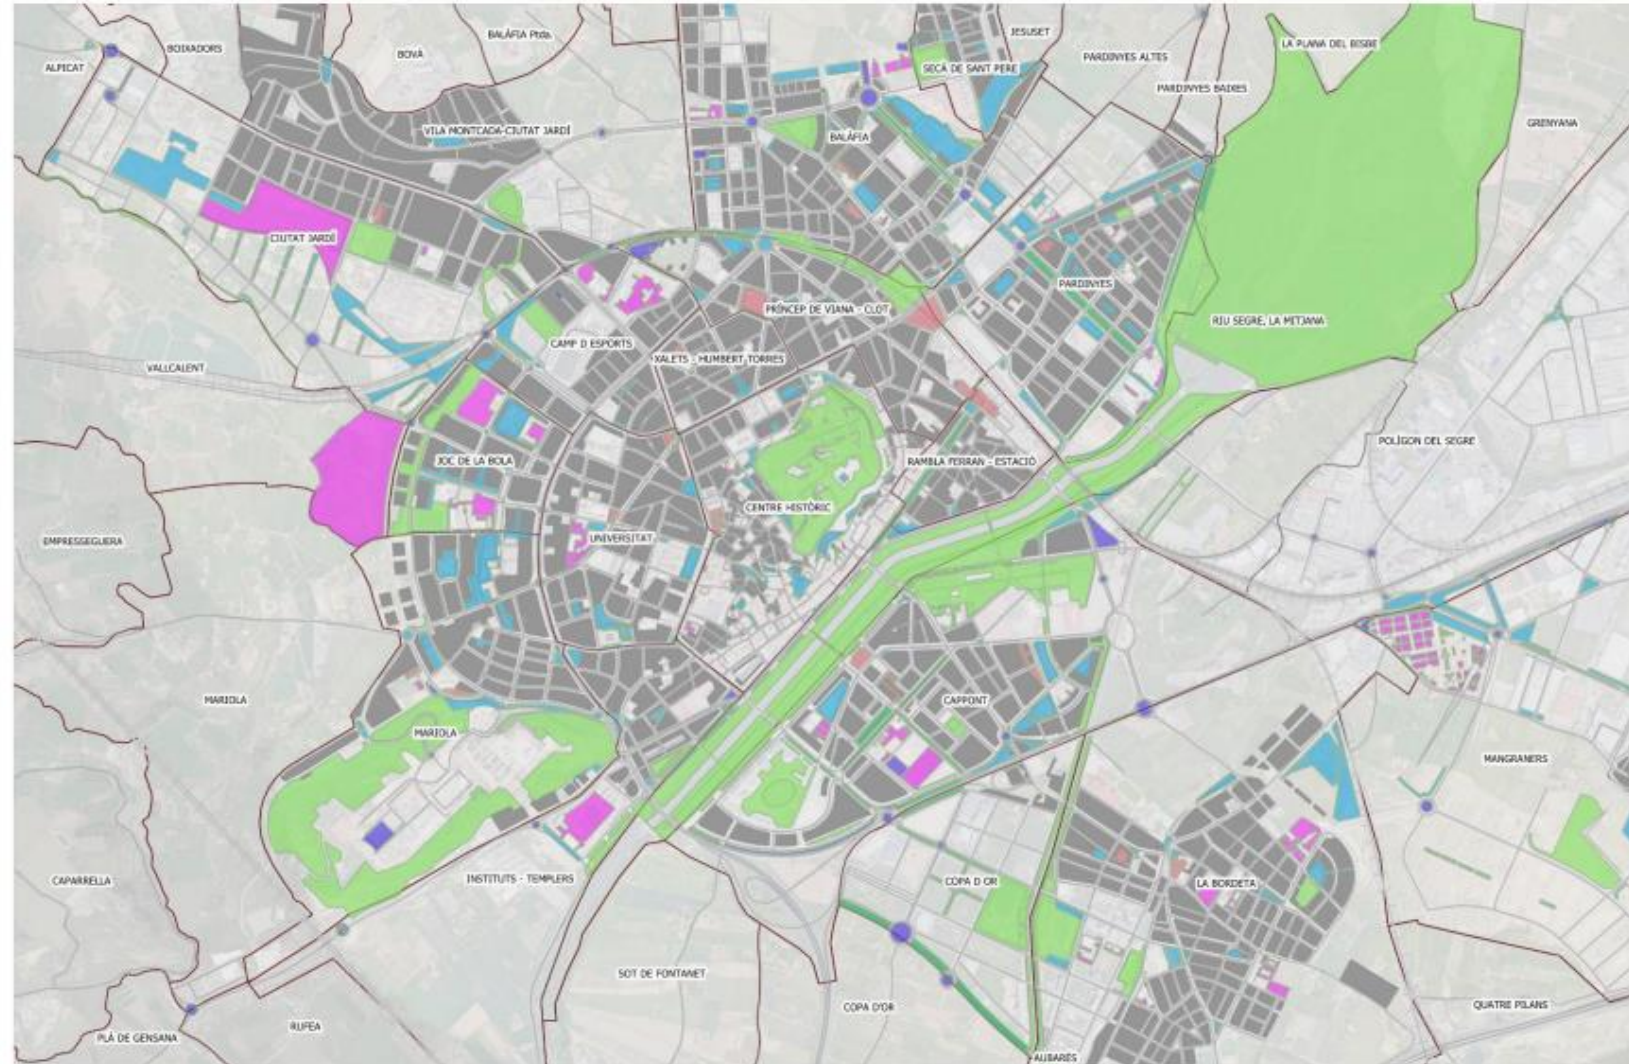 BOIXADORS
BALÀFIA Ptda.
BOVÀ
ALPICAT
JESUSET
SECÀ DE SANT PERE
PARDINYES ALTES
LA PLANA DEL BISBE
PARDINYES BAIXES
GRENYANA
VILA MONTCADA-CIUTAT JARDÍ
BALÀFIA
CIUTAT JARDÍ
PARDINYES
PRÍNCEP DE VIANA - CLOT
RIU SEGRE, LA MITJANA
CAMP D ESPORTS
XALETS - HUMBERT TORRES
VALLCALENT
POLÍGON DEL SEGRE
JOC DE LA BOLA
RAMBLA FERRAN - ESTACIÓ
CENTRE HISTÒRIC
EMPRESSEGUERA
UNIVERSITAT
MARIOLA
CAPPONT
MARIOLA
MANGRANERS
CAPARRELLA
INSTITUTS - TEMPLERS
COPA D OR
LA BORDETA
SOT DE FONTANET
COPA D'OR
QUATRE PILANS
RUFEA
PLÀ DE GENSANA
ALBARÉS